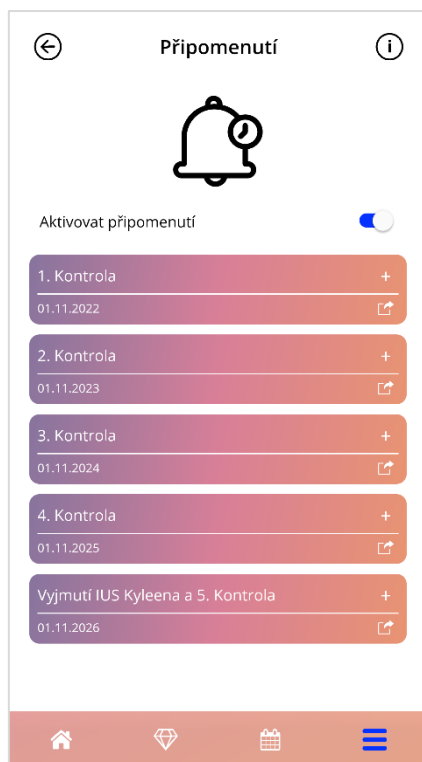 Připomenutí
Aktivovat připomenutí
1. Kontrola
01.11.2022
2. Kontrola
01.11.2023
3. Kontrola
01.11.2024
4. Kontrola
01.11.2025
Vyjmutí IUS Kyleena a 5. Kontrola
01.11.2026